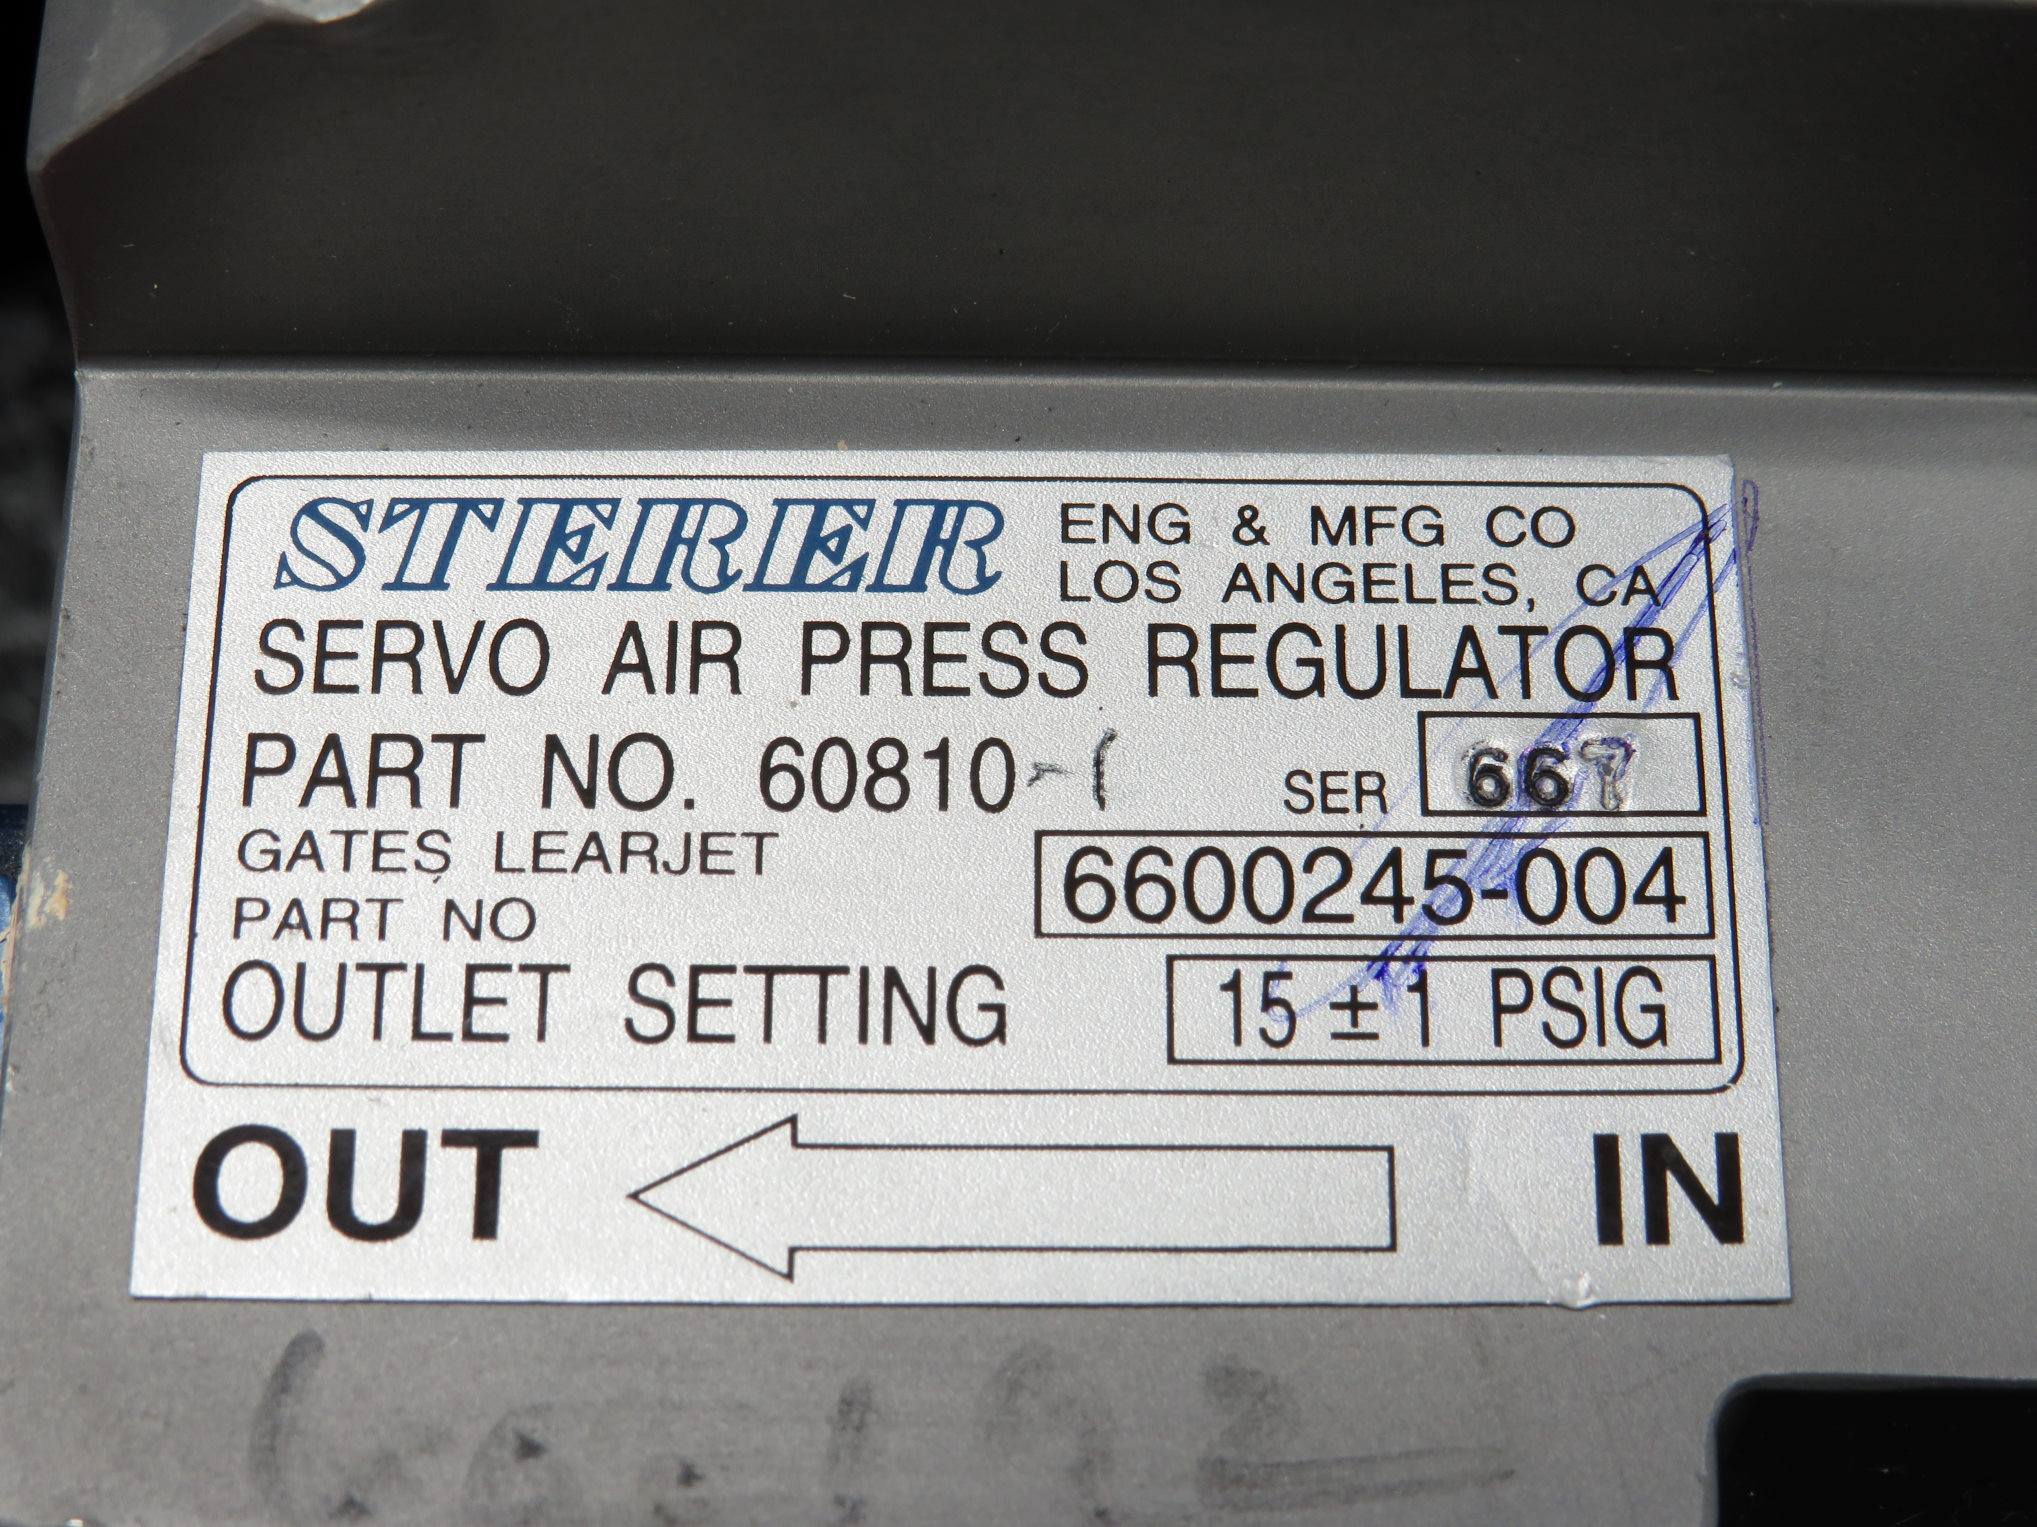 STERER ENG & MFG CO
LOS ANGELES, CA
SERVO AIR PRESS REGULATOR
PART NO. 60810-1 SER 667
GATES LEARJET
PART NO 6600245-004
OUTLET SETTING 15 ± 1 PSIG
OUT IN